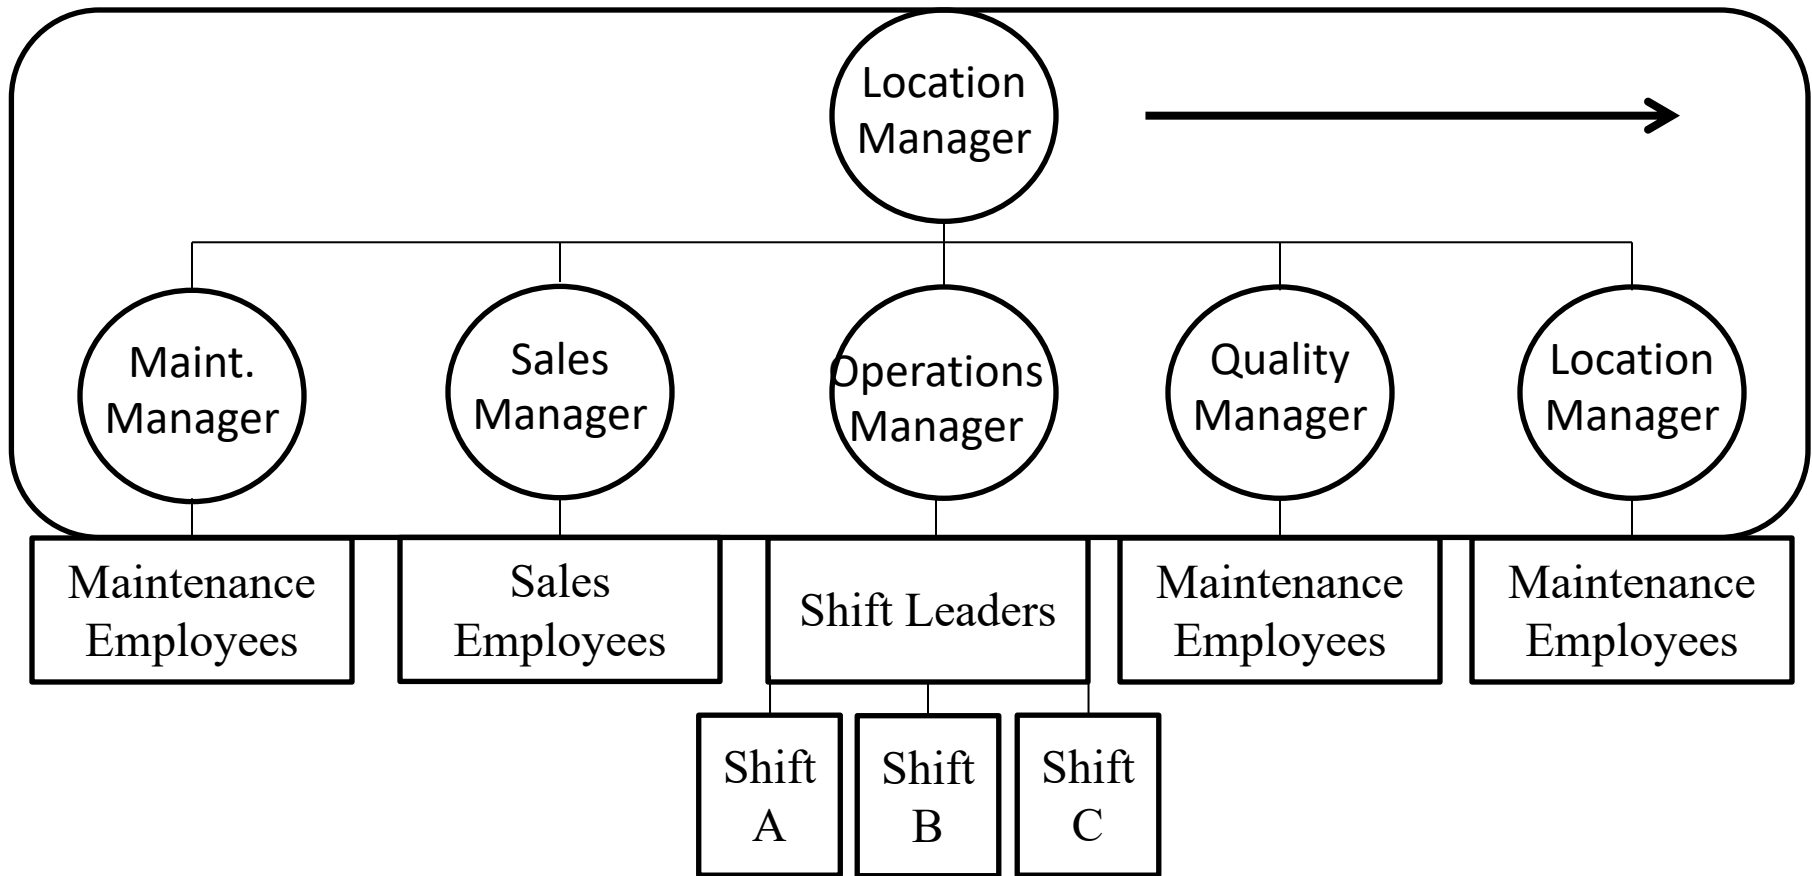 Location
Manager
Maint.
Manager
Sales
Manager
Operations
Manager
Quality
Manager
Location
Manager
Maintenance
Employees
Sales
Employees
Shift Leaders
Maintenance
Employees
Maintenance
Employees
Shift
A
Shift
B
Shift
C